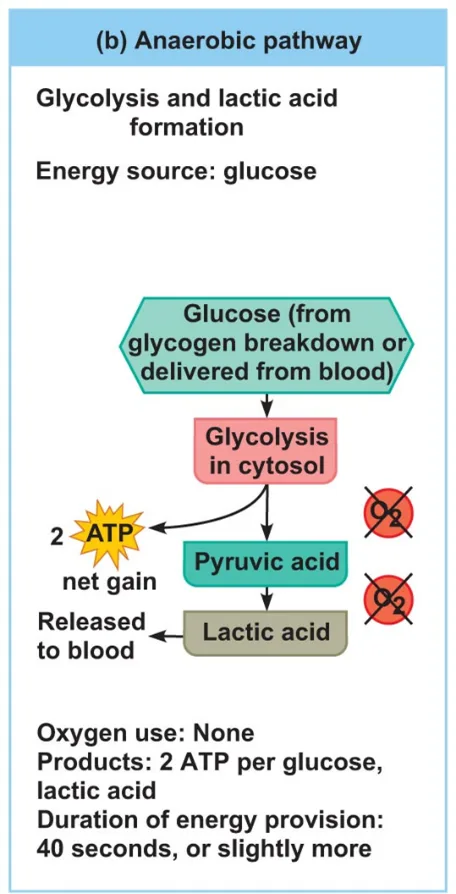 (b) Anaerobic pathway
Glycolysis and lactic acid
formation
Energy source: glucose
Glucose (from
glycogen breakdown or
delivered from blood)
Glycolysis
in cytosol
O2
2 ATP
net gain
Pyruvic acid
O2
Released
to blood
Lactic acid
Oxygen use: None
Products: 2 ATP per glucose,
lactic acid
Duration of energy provision:
40 seconds, or slightly more